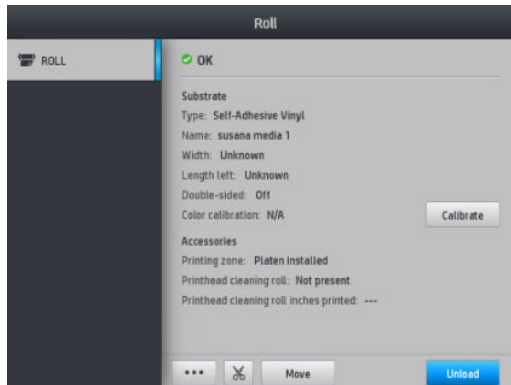 Roll
ROLL
OK
Substrate
Type: Self-Adhesive Vinyl
Name: susana media 1
Width: Unknown
Length left: Unknown
Double-sided: Off
Color calibration: N/A
Calibrate
Accessories
Printing zone: Platen installed
Printhead cleaning roll: Not present
Printhead cleaning roll inches printed: ---
Move
Unload